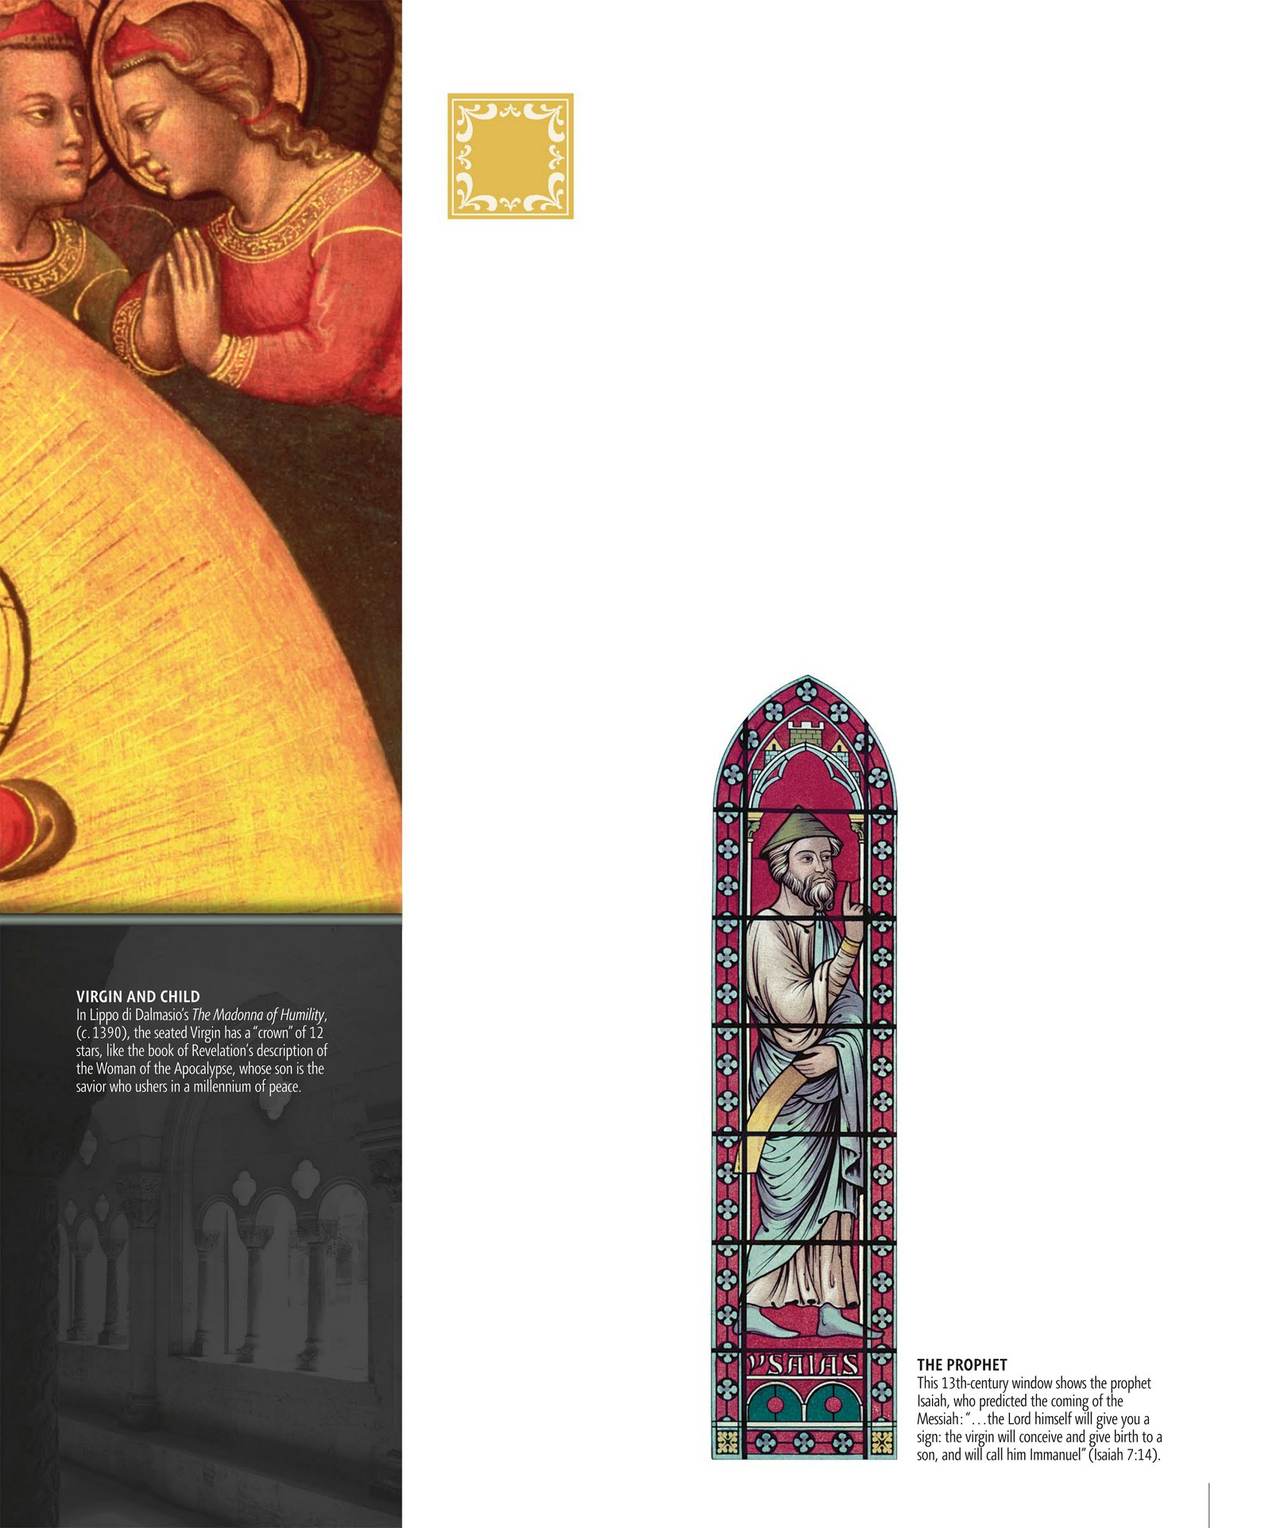 VIRGIN AND CHILD
In Lippo di Dalmasio's The Madonna of Humility,
(c. 1390), the seated Virgin has a “crown” of 12
stars, like the book of Revelation's description of
the Woman of the Apocalypse, whose son is the
savior who ushers in a millennium of peace.
YSAIAS
THE PROPHET
This 13th-century window shows the prophet
Isaiah, who predicted the coming of the
Messiah: “…the Lord himself will give you a
sign: the virgin will conceive and give birth to a
son, and will call him Immanuel” (Isaiah 7:14).